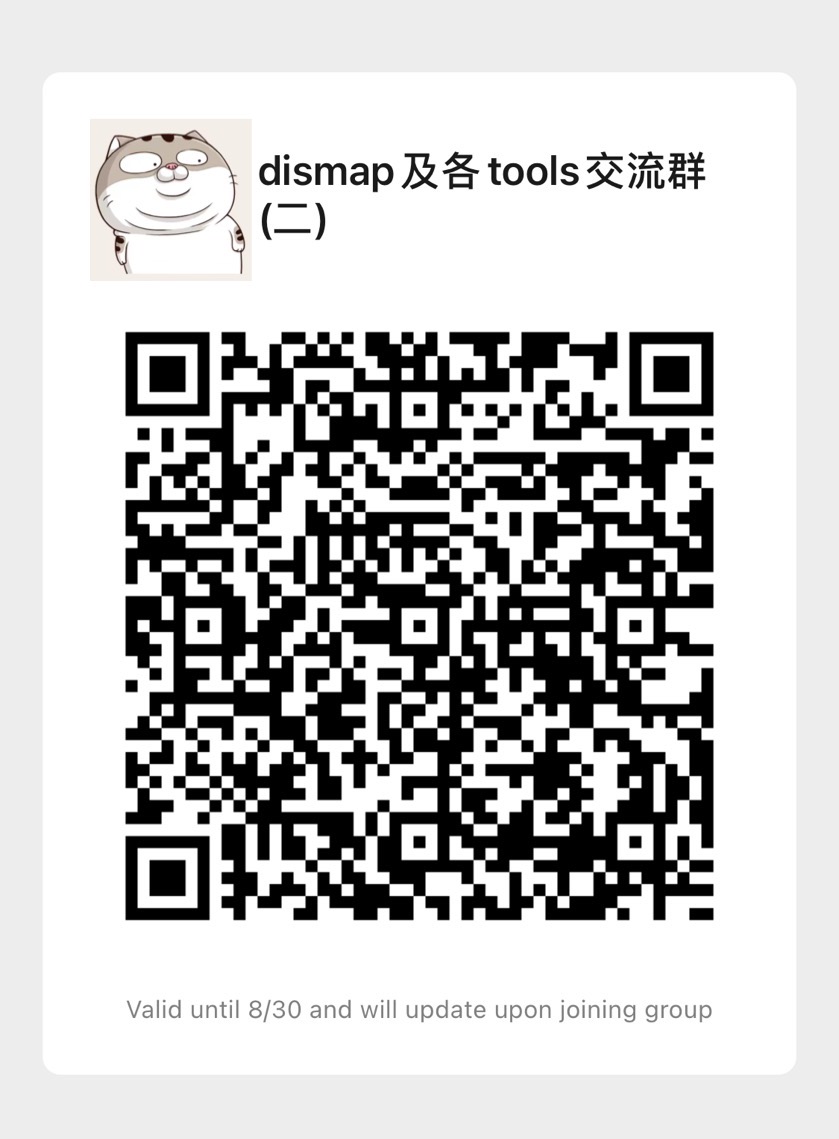 dismap及各tools交流群
(二)
Valid until 8/30 and will update upon joining group